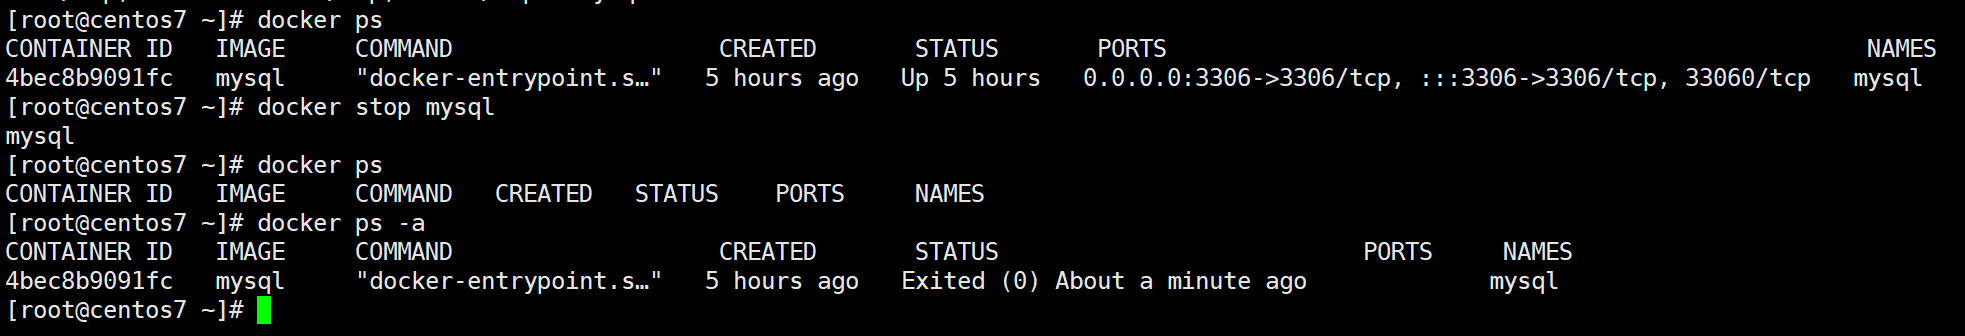 [root@centos7 ~]# docker ps
CONTAINER ID   IMAGE     COMMAND                   CREATED       STATUS       PORTS                                                  NAMES
4bec8b9091fc   mysql     "docker-entrypoint.s…"   5 hours ago   Up 5 hours   0.0.0.0:3306->3306/tcp, :::3306->3306/tcp, 33060/tcp   mysql
[root@centos7 ~]# docker stop mysql
mysql
[root@centos7 ~]# docker ps
CONTAINER ID   IMAGE     COMMAND   CREATED   STATUS    PORTS     NAMES
[root@centos7 ~]# docker ps -a
CONTAINER ID   IMAGE     COMMAND                   CREATED       STATUS                          PORTS     NAMES
4bec8b9091fc   mysql     "docker-entrypoint.s…"   5 hours ago   Exited (0) About a minute ago             mysql
[root@centos7 ~]#